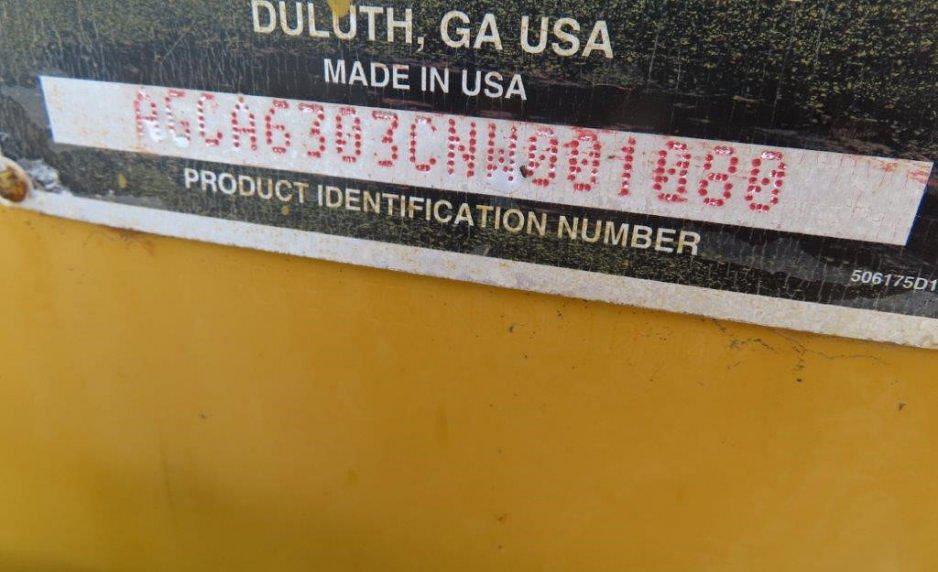 DULUTH, GA USA
MADE IN USA
AGCA6303CNW001080
PRODUCT IDENTIFICATION NUMBER
506175D1